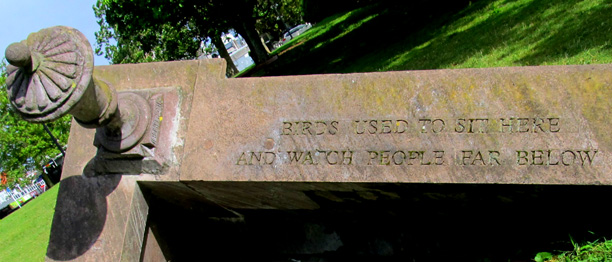 BIRDS USED TO SIT HERE
AND WATCH PEOPLE FAR BELOW